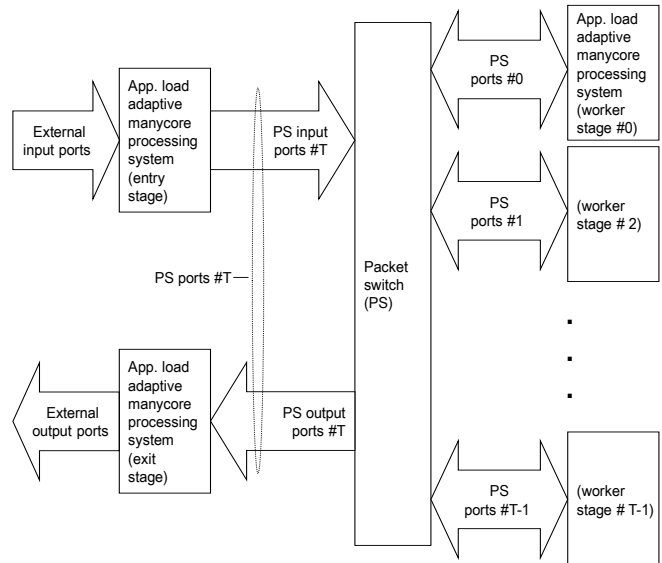 App. load
adaptive
manycore
processing
system
(entry
stage)
External
input ports
PS input
ports #T
PS ports #T
Packet
switch
(PS)
App. load
adaptive
manycore
processing
system
(exit
stage)
External
output ports
PS output
ports #T
PS
ports #0
App. load
adaptive
manycore
processing
system
(worker
stage #0)
PS
ports #1
(worker
stage # 2)
PS
ports #T-1
(worker
stage # T-1)